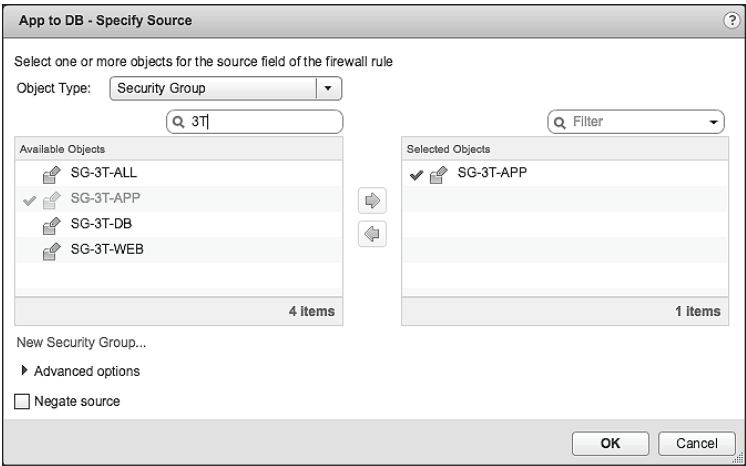 App to DB - Specify Source
?
Select one or more objects for the source field of the firewall rule
Object Type: Security Group
3T
Filter
Available Objects
Selected Objects
SG-3T-ALL
SG-3T-APP
SG-3T-APP
SG-3T-DB
SG-3T-WEB
4 items
1 items
New Security Group...
Advanced options
Negate source
OK
Cancel